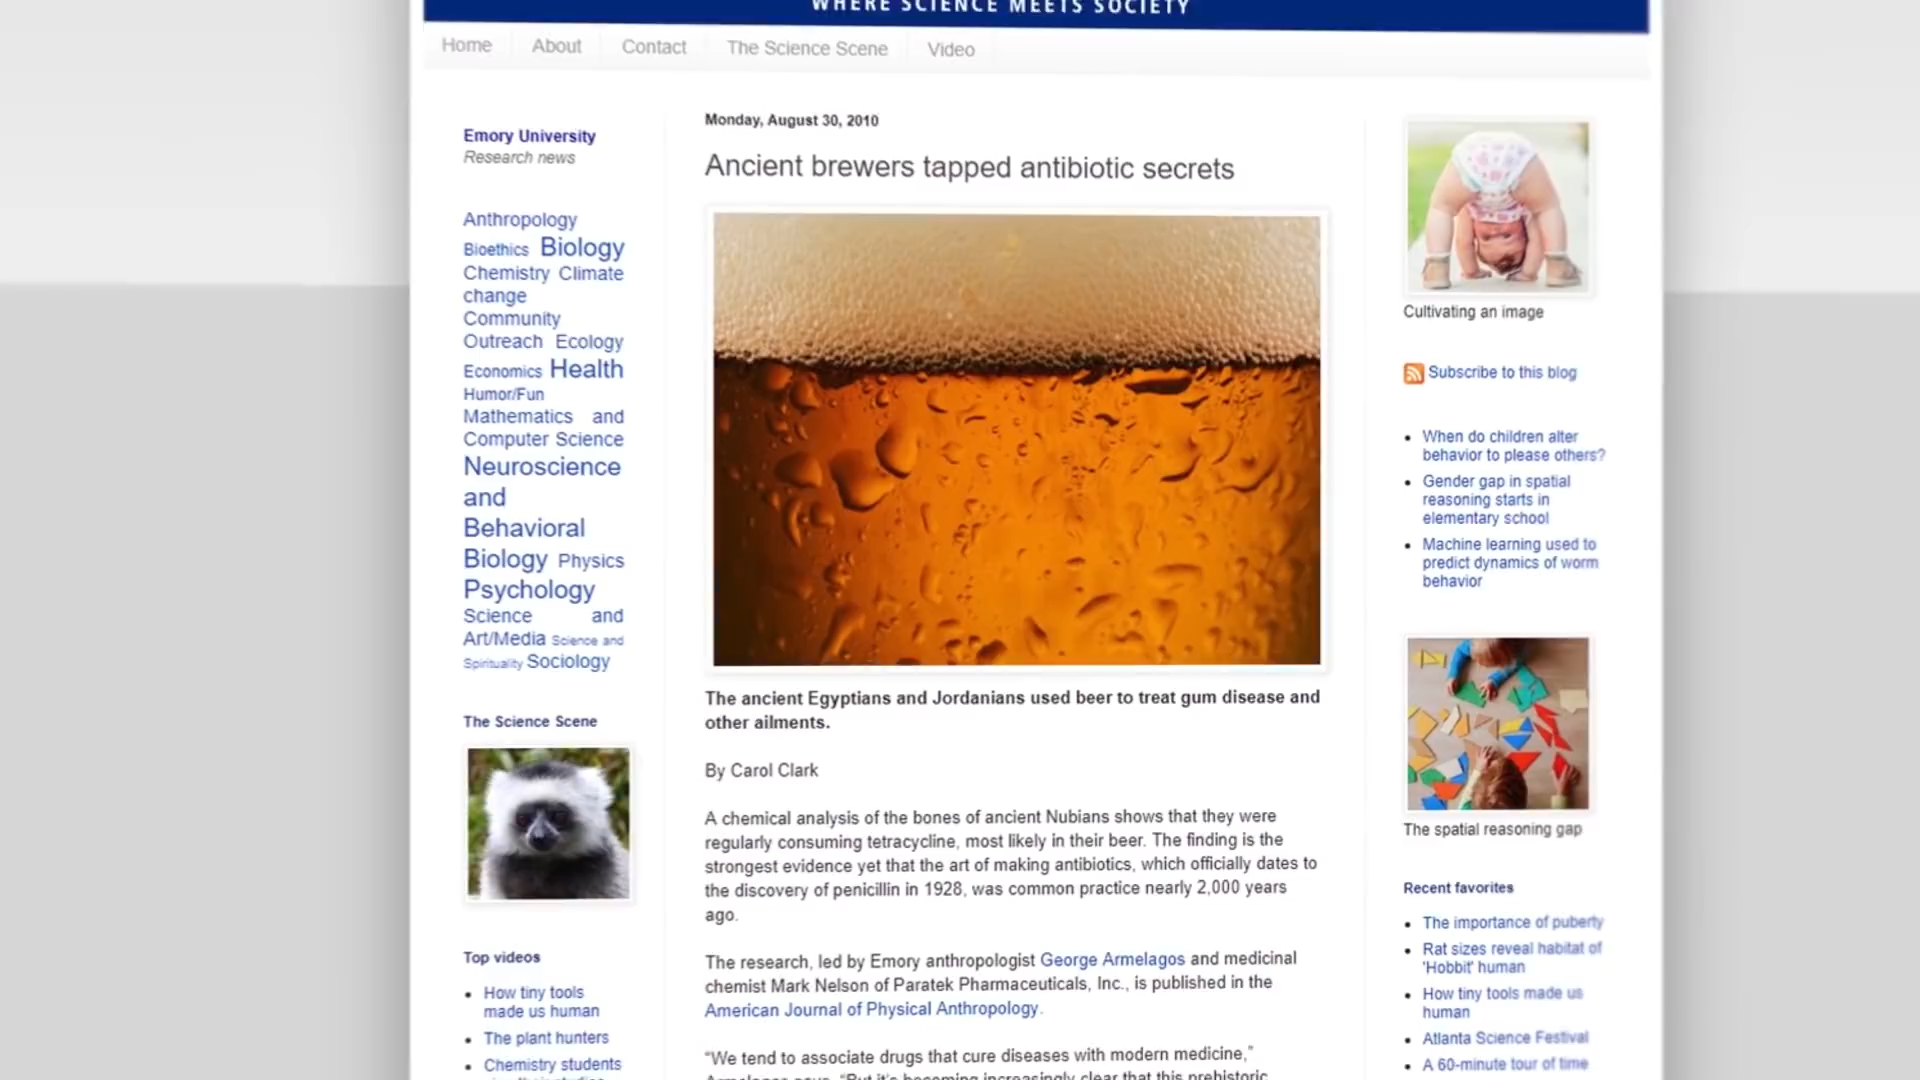 WHERE SCIENCE MEETS SOCIETY
Home About Contact The Science Scene Video
Emory University
Research news
Anthropology
Bioethics Biology
Chemistry Climate
change
Community
Outreach Ecology
Economics Health
Humor/Fun
Mathematics and
Computer Science
Neuroscience
and
Behavioral
Biology Physics
Psychology
Science and
Art/Media Science and
Spirituality Sociology
The Science Scene
Top videos
How tiny tools
made us human
The plant hunters
Chemistry students
Monday, August 30, 2010
Ancient brewers tapped antibiotic secrets
The ancient Egyptians and Jordanians used beer to treat gum disease and
other ailments.
By Carol Clark
A chemical analysis of the bones of ancient Nubians shows that they were
regularly consuming tetracycline, most likely in their beer. The finding is the
strongest evidence yet that the art of making antibiotics, which officially dates to
the discovery of penicillin in 1928, was common practice nearly 2,000 years
ago.
The research, led by Emory anthropologist George Armelagos and medicinal
chemist Mark Nelson of Paratek Pharmaceuticals, Inc., is published in the
American Journal of Physical Anthropology.
“We tend to associate drugs that cure diseases with modern medicine,”
Armelagos says. “But it's becoming increasingly clear that this prehistoric
Cultivating an image
Subscribe to this blog
When do children alter
behavior to please others?
Gender gap in spatial
reasoning starts in
elementary school
Machine learning used to
predict dynamics of worm
behavior
The spatial reasoning gap
Recent favorites
The importance of puberty
Rat sizes reveal habitat of
'Hobbit' human
How tiny tools made us
human
Atlanta Science Festival
A 60-minute tour of time